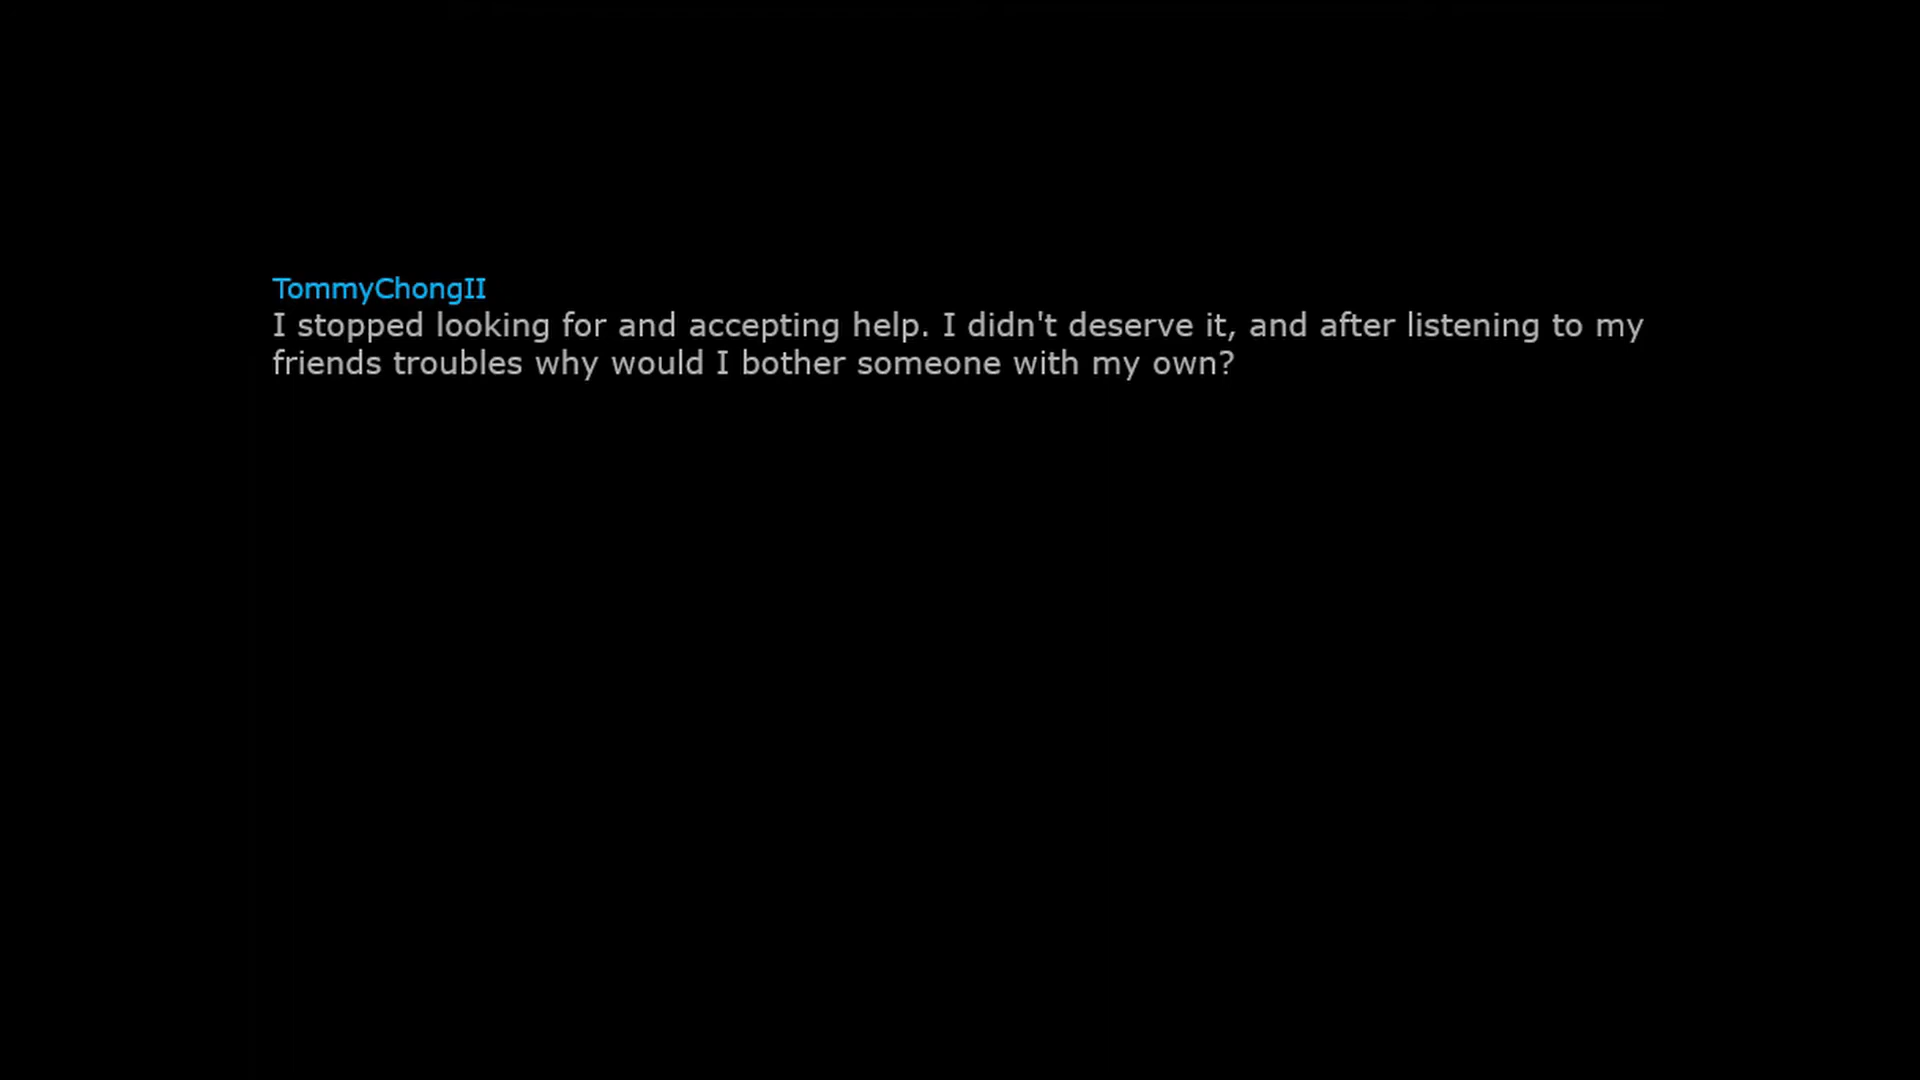 TommyChongII
I stopped looking for and accepting help. I didn't deserve it, and after listening to my
friends troubles why would I bother someone with my own?